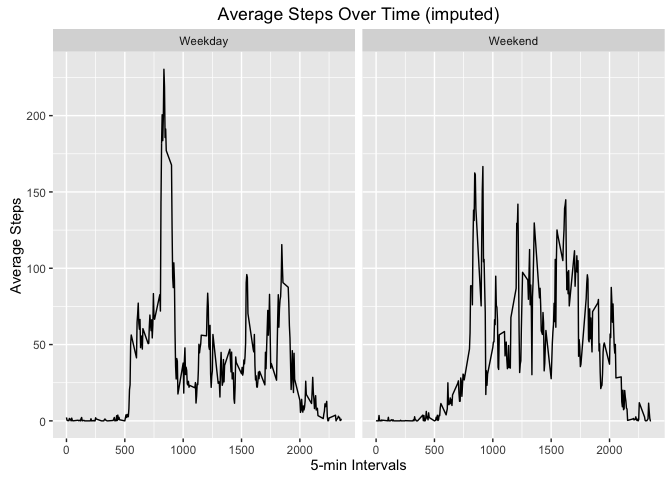 Average Steps Over Time (imputed)
Weekday
Weekend
Average Steps
200
150
100
50
0
0 500 1000 1500 2000
0 500 1000 1500 2000
5-min Intervals